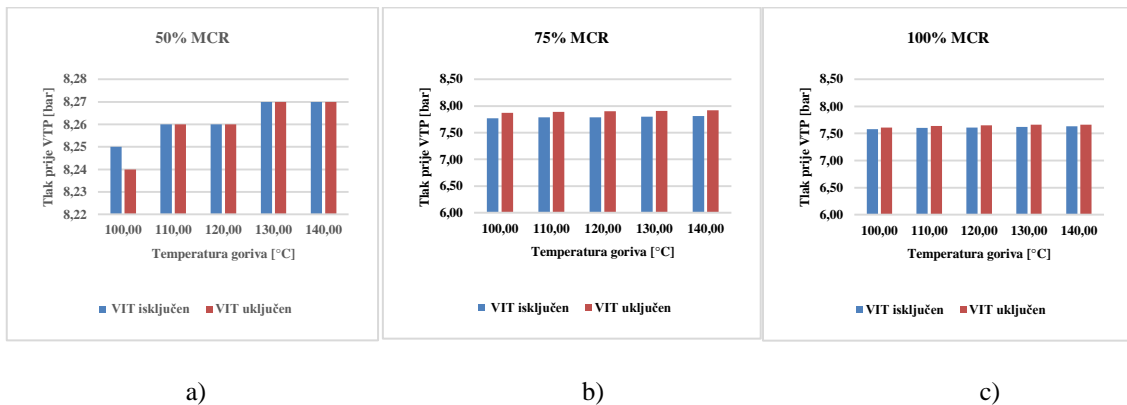 50% MCR
Tlak prije VTP [bar]
8,28
8,27
8,26
8,25
8,24
8,23
8,22
100,00 110,00 120,00 130,00 140,00
Temperatura goriva [°C]
VIT isključen VIT uključen
a)
75% MCR
Tlak prije VTP [bar]
8,50
8,00
7,50
7,00
6,50
6,00
100,00 110,00 120,00 130,00 140,00
Temperatura goriva [°C]
VIT isključen VIT uključen
b)
100% MCR
Tlak prije VTP [bar]
8,50
8,00
7,50
7,00
6,50
6,00
100,00 110,00 120,00 130,00 140,00
Temperatura goriva [°C]
VIT isključen VIT uključen
c)